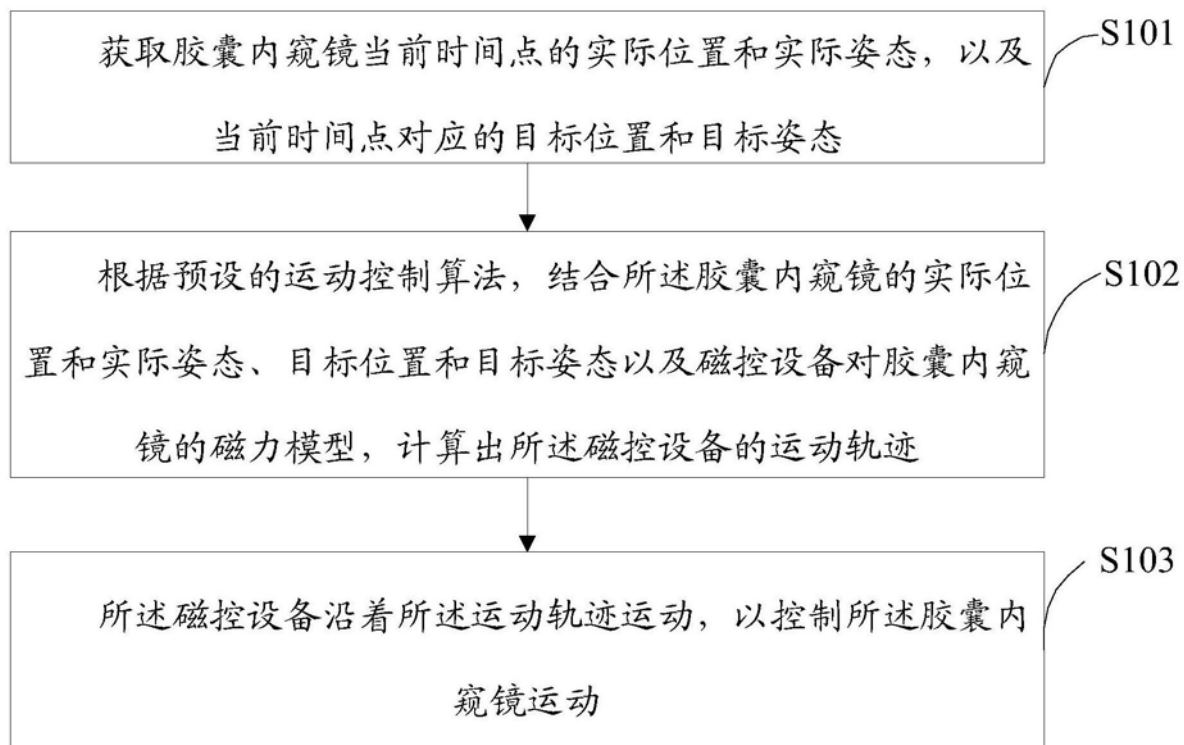 获取胶囊内窥镜当前时间点的实际位置和实际姿态，以及
当前时间点对应的目标位置和目标姿态
S101
根据预设的运动控制算法，结合所述胶囊内窥镜的实际位
置和实际姿态、目标位置和目标姿态以及磁控设备对胶囊内窥
镜的磁力模型，计算出所述磁控设备的运动轨迹
S102
所述磁控设备沿着所述运动轨迹运动，以控制所述胶囊内
窥镜运动
S103